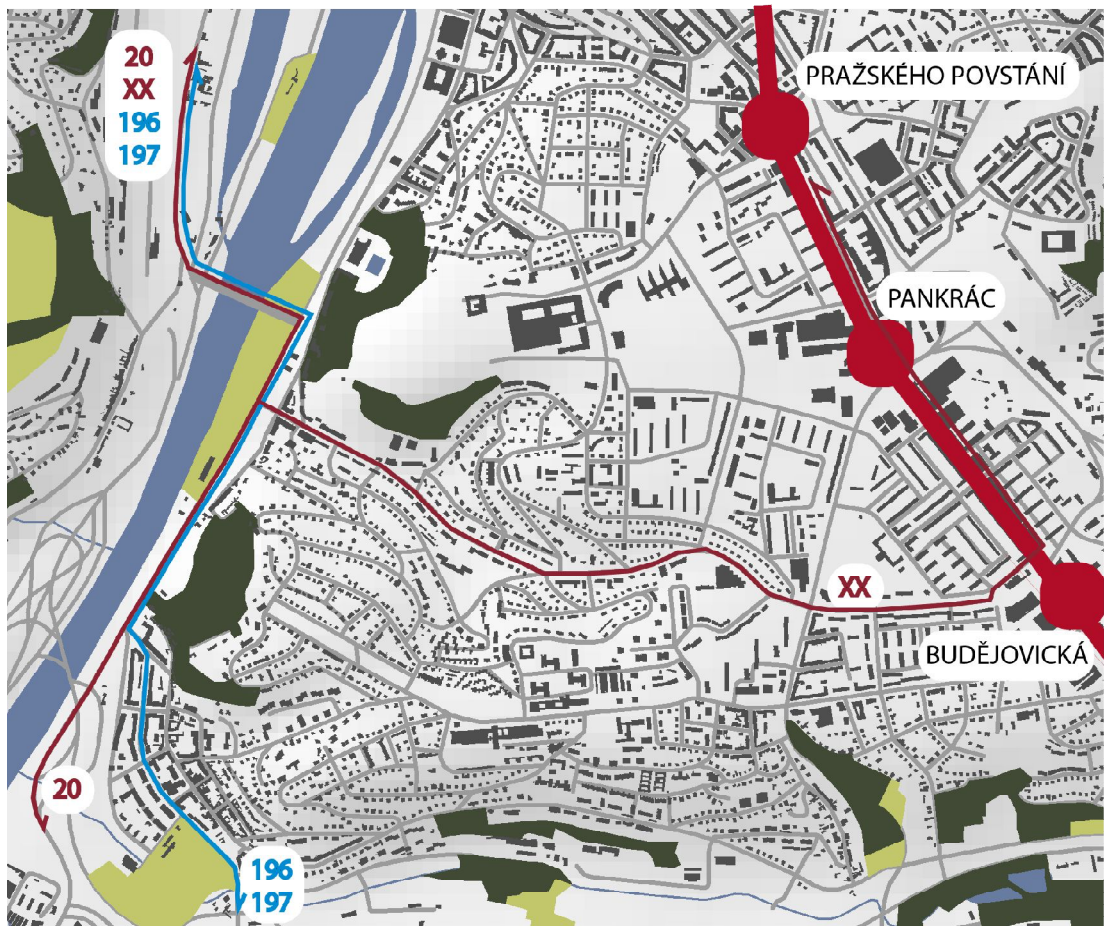 20
XX
196
197
PRAŽSKÉHO POVSTÁNÍ
PANKRÁC
XX
BUDĚJOVICKÁ
20
196
197